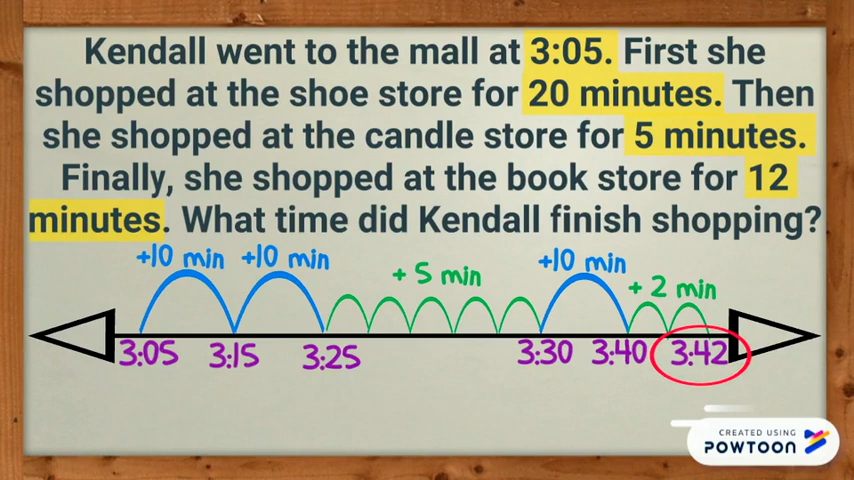 Kendall went to the mall at 3:05. First she
shopped at the shoe store for 20 minutes. Then
she shopped at the candle store for 5 minutes.
Finally, she shopped at the book store for 12
minutes. What time did Kendall finish shopping?
+10 min +10 min + 5 min +10 min + 2 min
3:05 3:15 3:25 3:30 3:40 3:42
CREATED USING
POWTOON